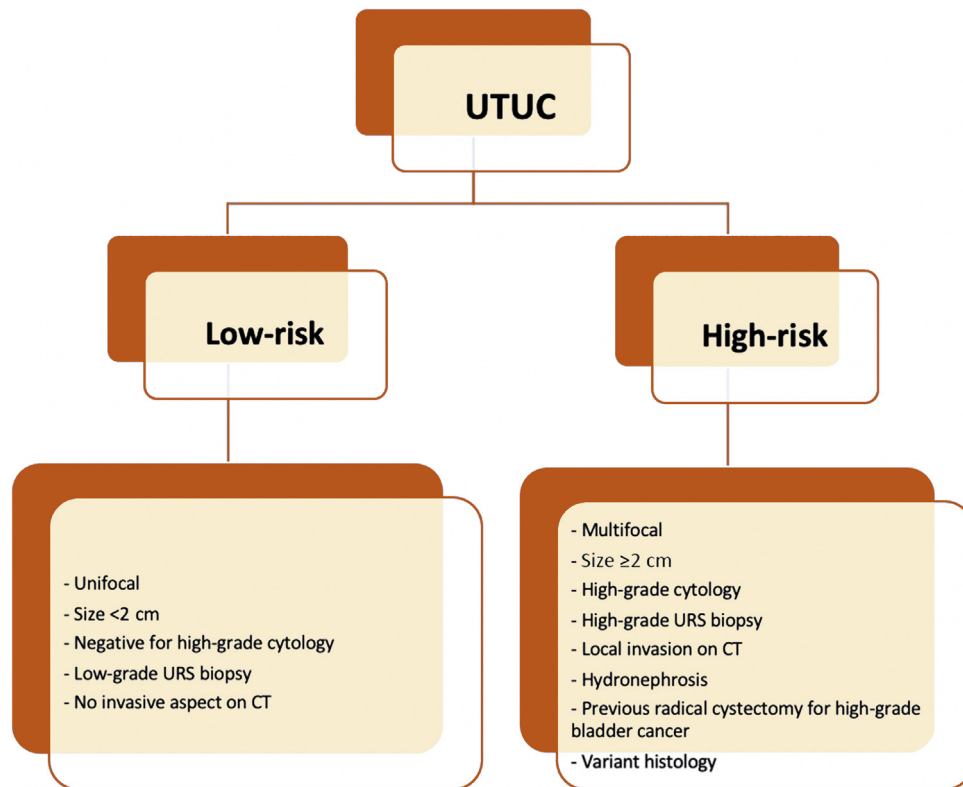 UTUC
Low-risk
High-risk
- Unifocal
- Size <2 cm
- Negative for high-grade cytology
- Low-grade URS biopsy
- No invasive aspect on CT
- Multifocal
- Size ≥2 cm
- High-grade cytology
- High-grade URS biopsy
- Local invasion on CT
- Hydronephrosis
- Previous radical cystectomy for high-grade
bladder cancer
- Variant histology